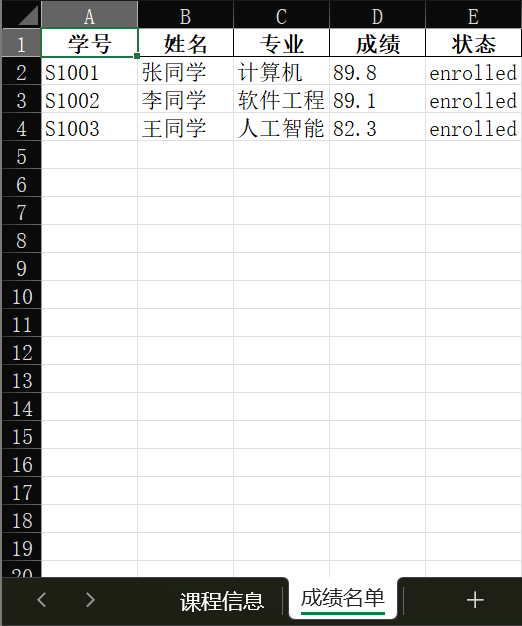 A B C D E
1 学号 姓名 专业 成绩 状态
2 S1001 张同学 计算机 89.8 enrolled
3 S1002 李同学 软件工程 89.1 enrolled
4 S1003 王同学 人工智能 82.3 enrolled
5
6
7
8
9
10
11
12
13
14
15
16
17
18
19
20
课程信息 成绩名单